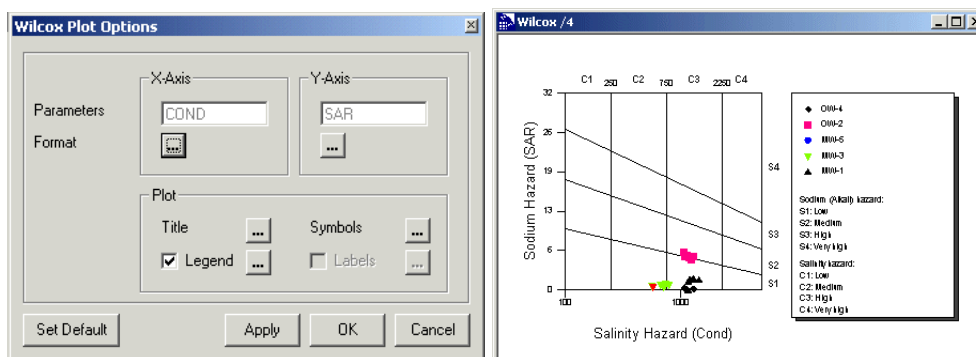 Wilcox Plot Options
X-Axis
Y-Axis
Parameters
COND
SAR
Format
...
...
Plot
Title
...
Symbols
...
Legend
...
Labels
...
Set Default
Apply
OK
Cancel
Wilcox /4
C1
250
C2
750
C3
2250
C4
32
26
19
13
6
0
Sodium Hazard (SAR)
S4
S3
S2
S1
100
1000
Salinity Hazard (Cond)
OW-4
OW-2
MW-5
MW-3
MW-1
Sodium (Alkali) hazard:
S1: Low
S2: Medium
S3: High
S4: Very high
Salinity hazard:
C1: Low
C2: Medium
C3: High
C4: Very high